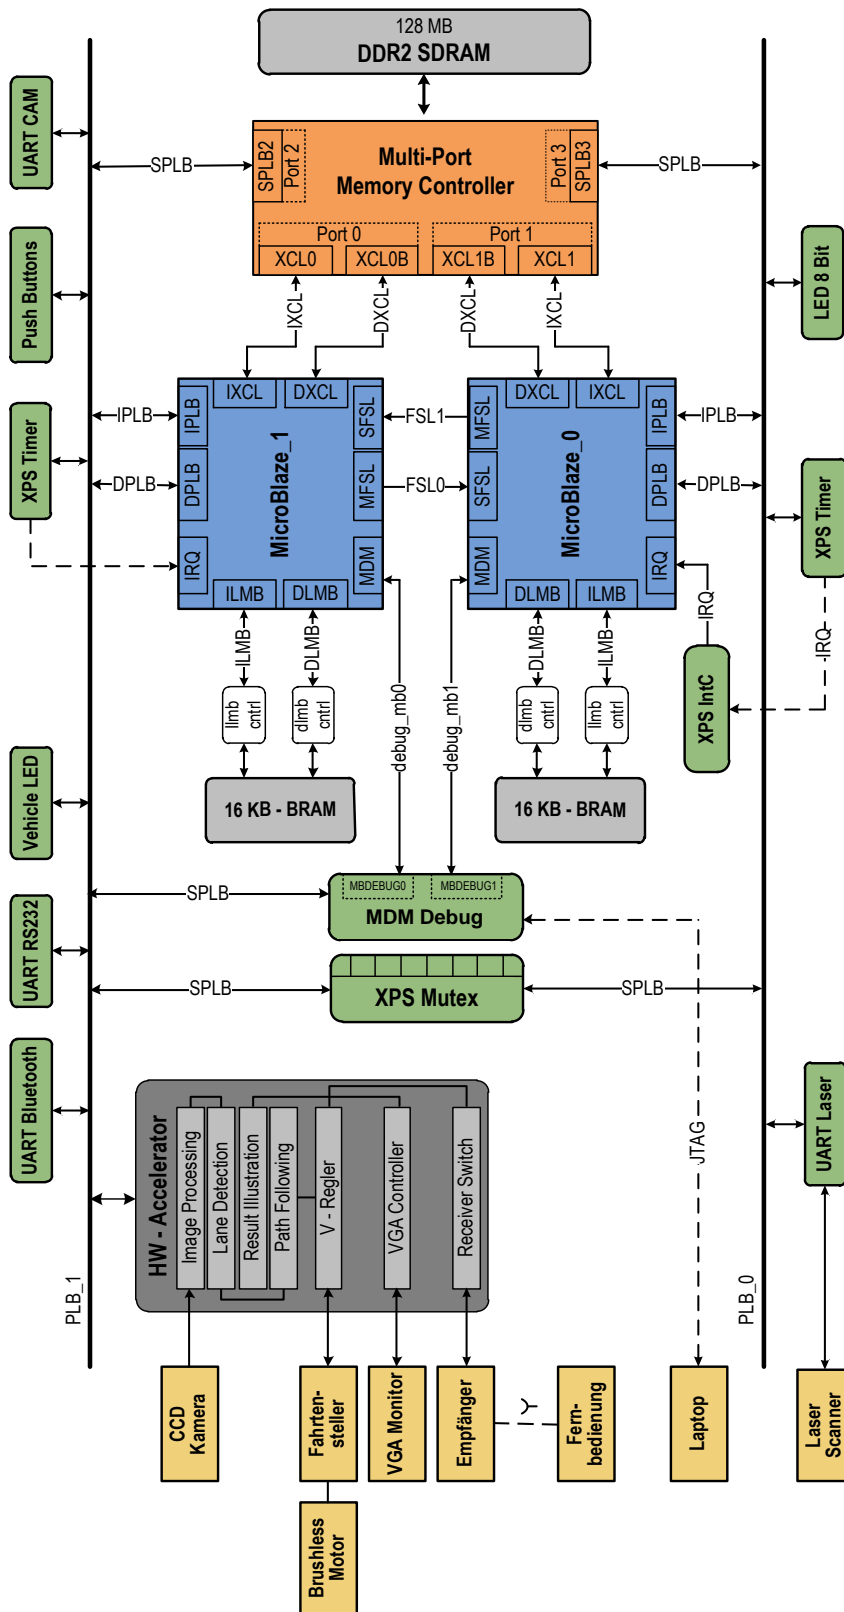 128 MB
DDR2 SDRAM
UART CAM
SPLB
SPLB2
Port 2
Multi-Port
Memory Controller
Port 3
SPLB3
SPLB
Port 0
Port 1
XCL0
XCL0B
XCL1B
XCL1
Push Buttons
LED 8 Bit
IXCL
DXCL
DXCL
IXCL
IXCL
DXCL
DXCL
IXCL
XPS Timer
IPLB
IPLB
SFSL
FSL1
MFSL
IPLB
IPLB
MicroBlaze_1
MicroBlaze_0
DPLB
DPLB
MFSL
FSL0
SFSL
DPLB
DPLB
XPS Timer
IRQ
MDM
MDM
IRQ
ILMB
DLMB
DLMB
ILMB
IRQ
IRQ
ILMB
DLMB
DLMB
ILMB
XPS IntC
Ilmb
cntrl
dlmb
cntrl
debug_mb0
debug_mb1
dlmb
cntrl
Ilmb
cntrl
Vehicle LED
16 KB - BRAM
16 KB - BRAM
SPLB
MBDEBUG0
MBDEBUG1
MDM Debug
UART RS232
SPLB
XPS Mutex
SPLB
UART Bluetooth
UART Laser
HW - Accelerator
Image Processing
Lane Detection
Result Illustration
Path Following
V - Regler
VGA Controller
Receiver Switch
JTAG
PLB_1
PLB_0
CCD
Kamera
Fahrten-
steller
VGA Monitor
Empfänger
Fern-
bedienung
Laptop
Laser
Scanner
Brushless
Motor